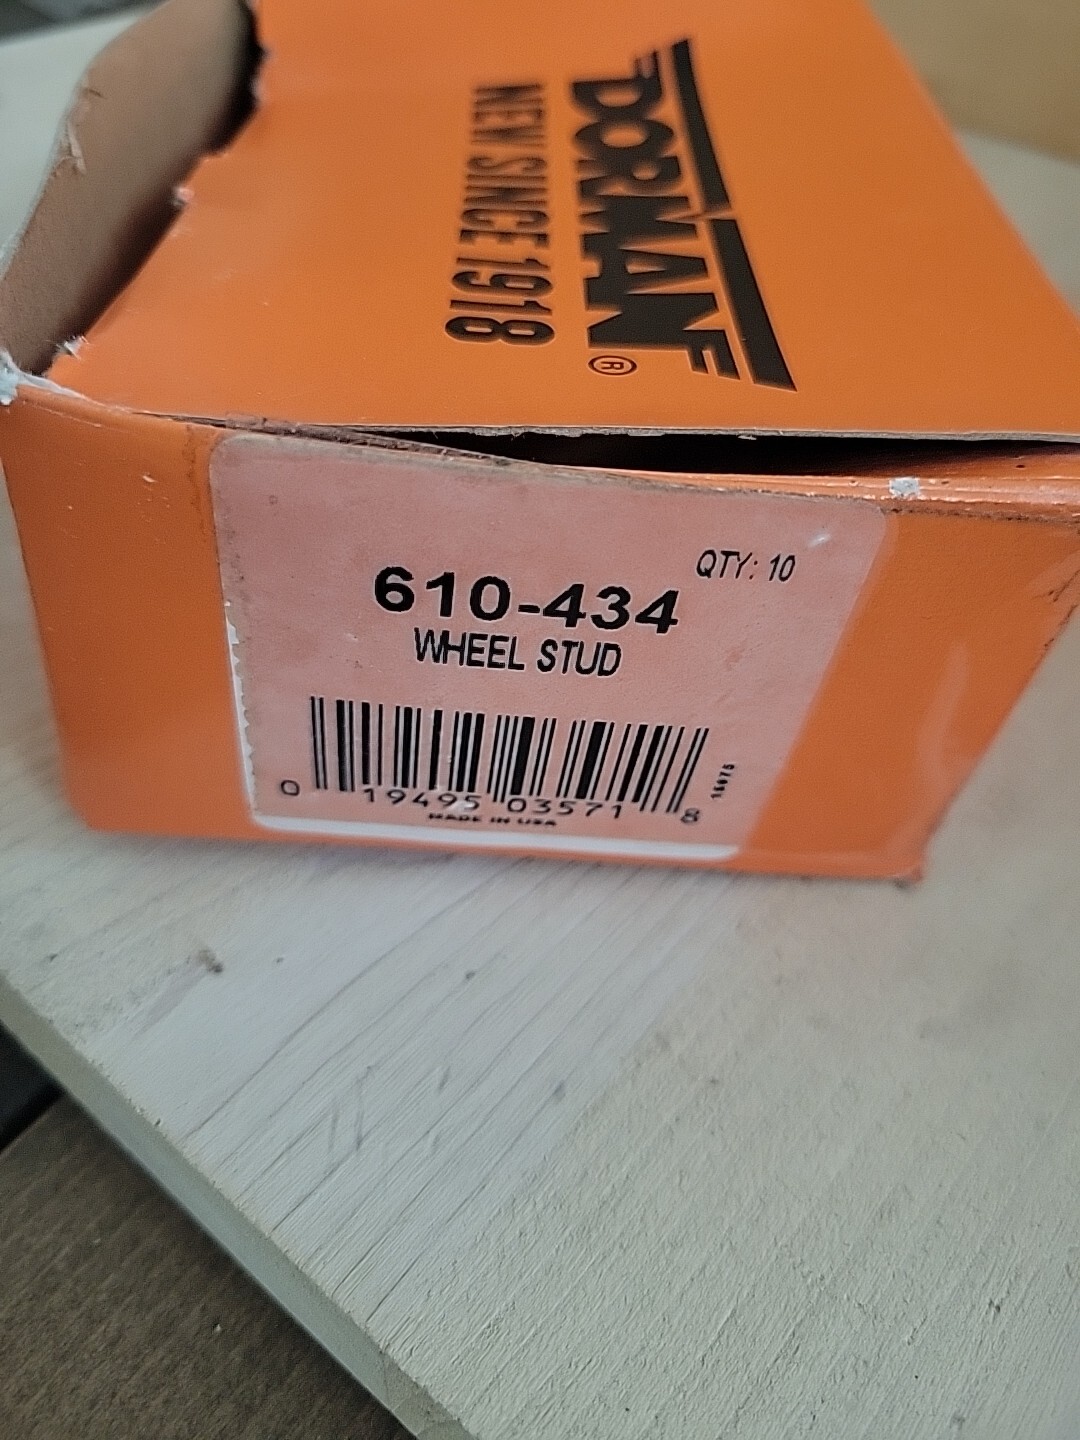 DORMAN®
NEW SINCE 1918
QTY: 10
610-434
WHEEL STUD
0 19495 03571 8
MADE IN USA